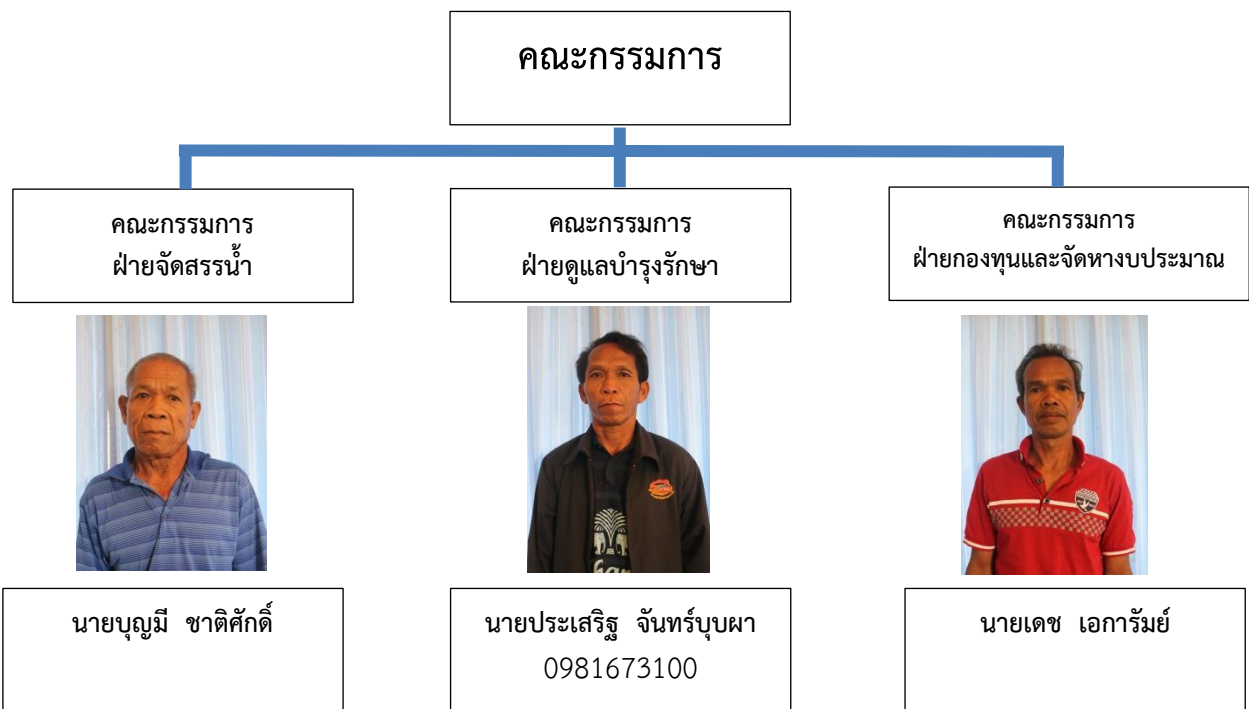 คณะกรรมการ
คณะกรรมการ
ฝ่ายจัดสรรน้ำ
คณะกรรมการ
ฝ่ายดูแลบำรุงรักษา
คณะกรรมการ
ฝ่ายกองทุนและจัดหางบประมาณ
นายบุญมี ชาติศักดิ์
นายประเสริฐ จันทร์บุบผา
0981673100
นายเดช เอการัมย์